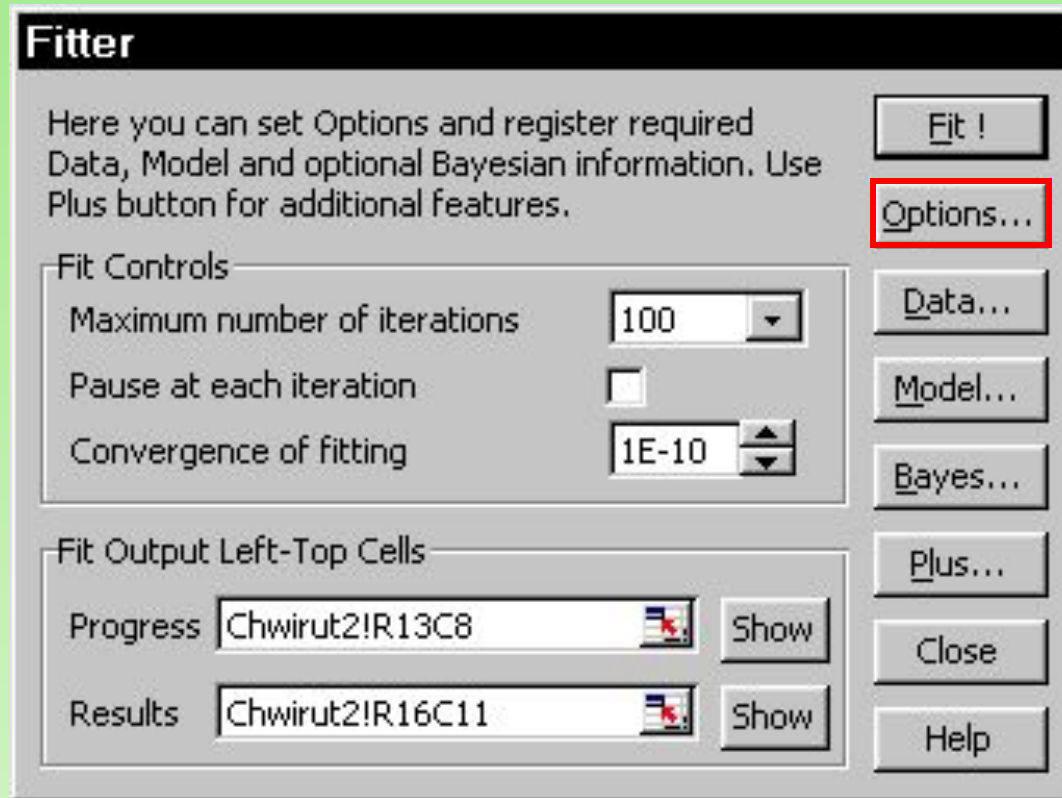 Fitter
Here you can set Options and register required
Data, Model and optional Bayesian information. Use
Plus button for additional features.
Fit Controls
Maximum number of iterations 100
Pause at each iteration
Convergence of fitting 1E-10
Fit Output Left-Top Cells
Progress Chwirut2!R13C8 Show
Results Chwirut2!R16C11 Show
Fit !
Options...
Data...
Model...
Bayes...
Plus...
Close
Help